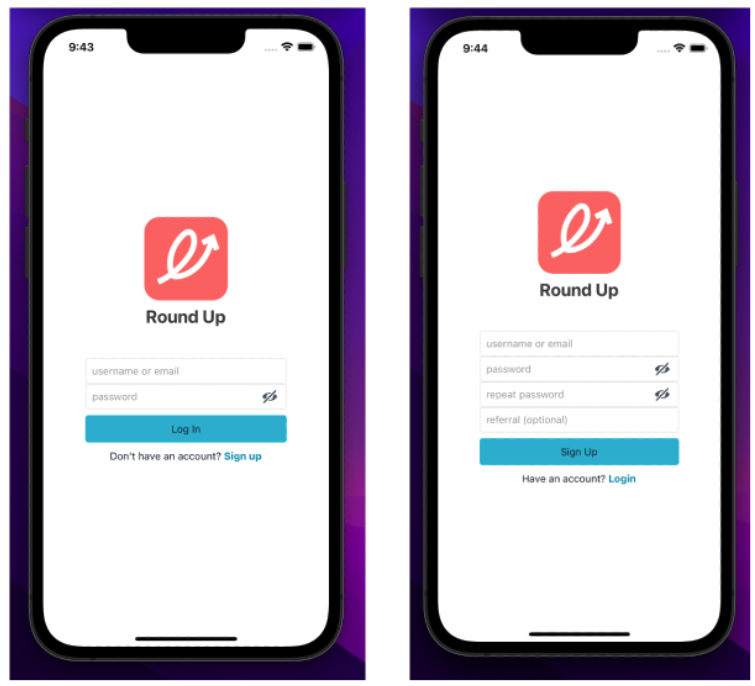 9:43
Round Up
username or email
password
Log In
Don't have an account? Sign up
9:44
Round Up
username or email
password
repeat password
referral (optional)
Sign Up
Have an account? Login